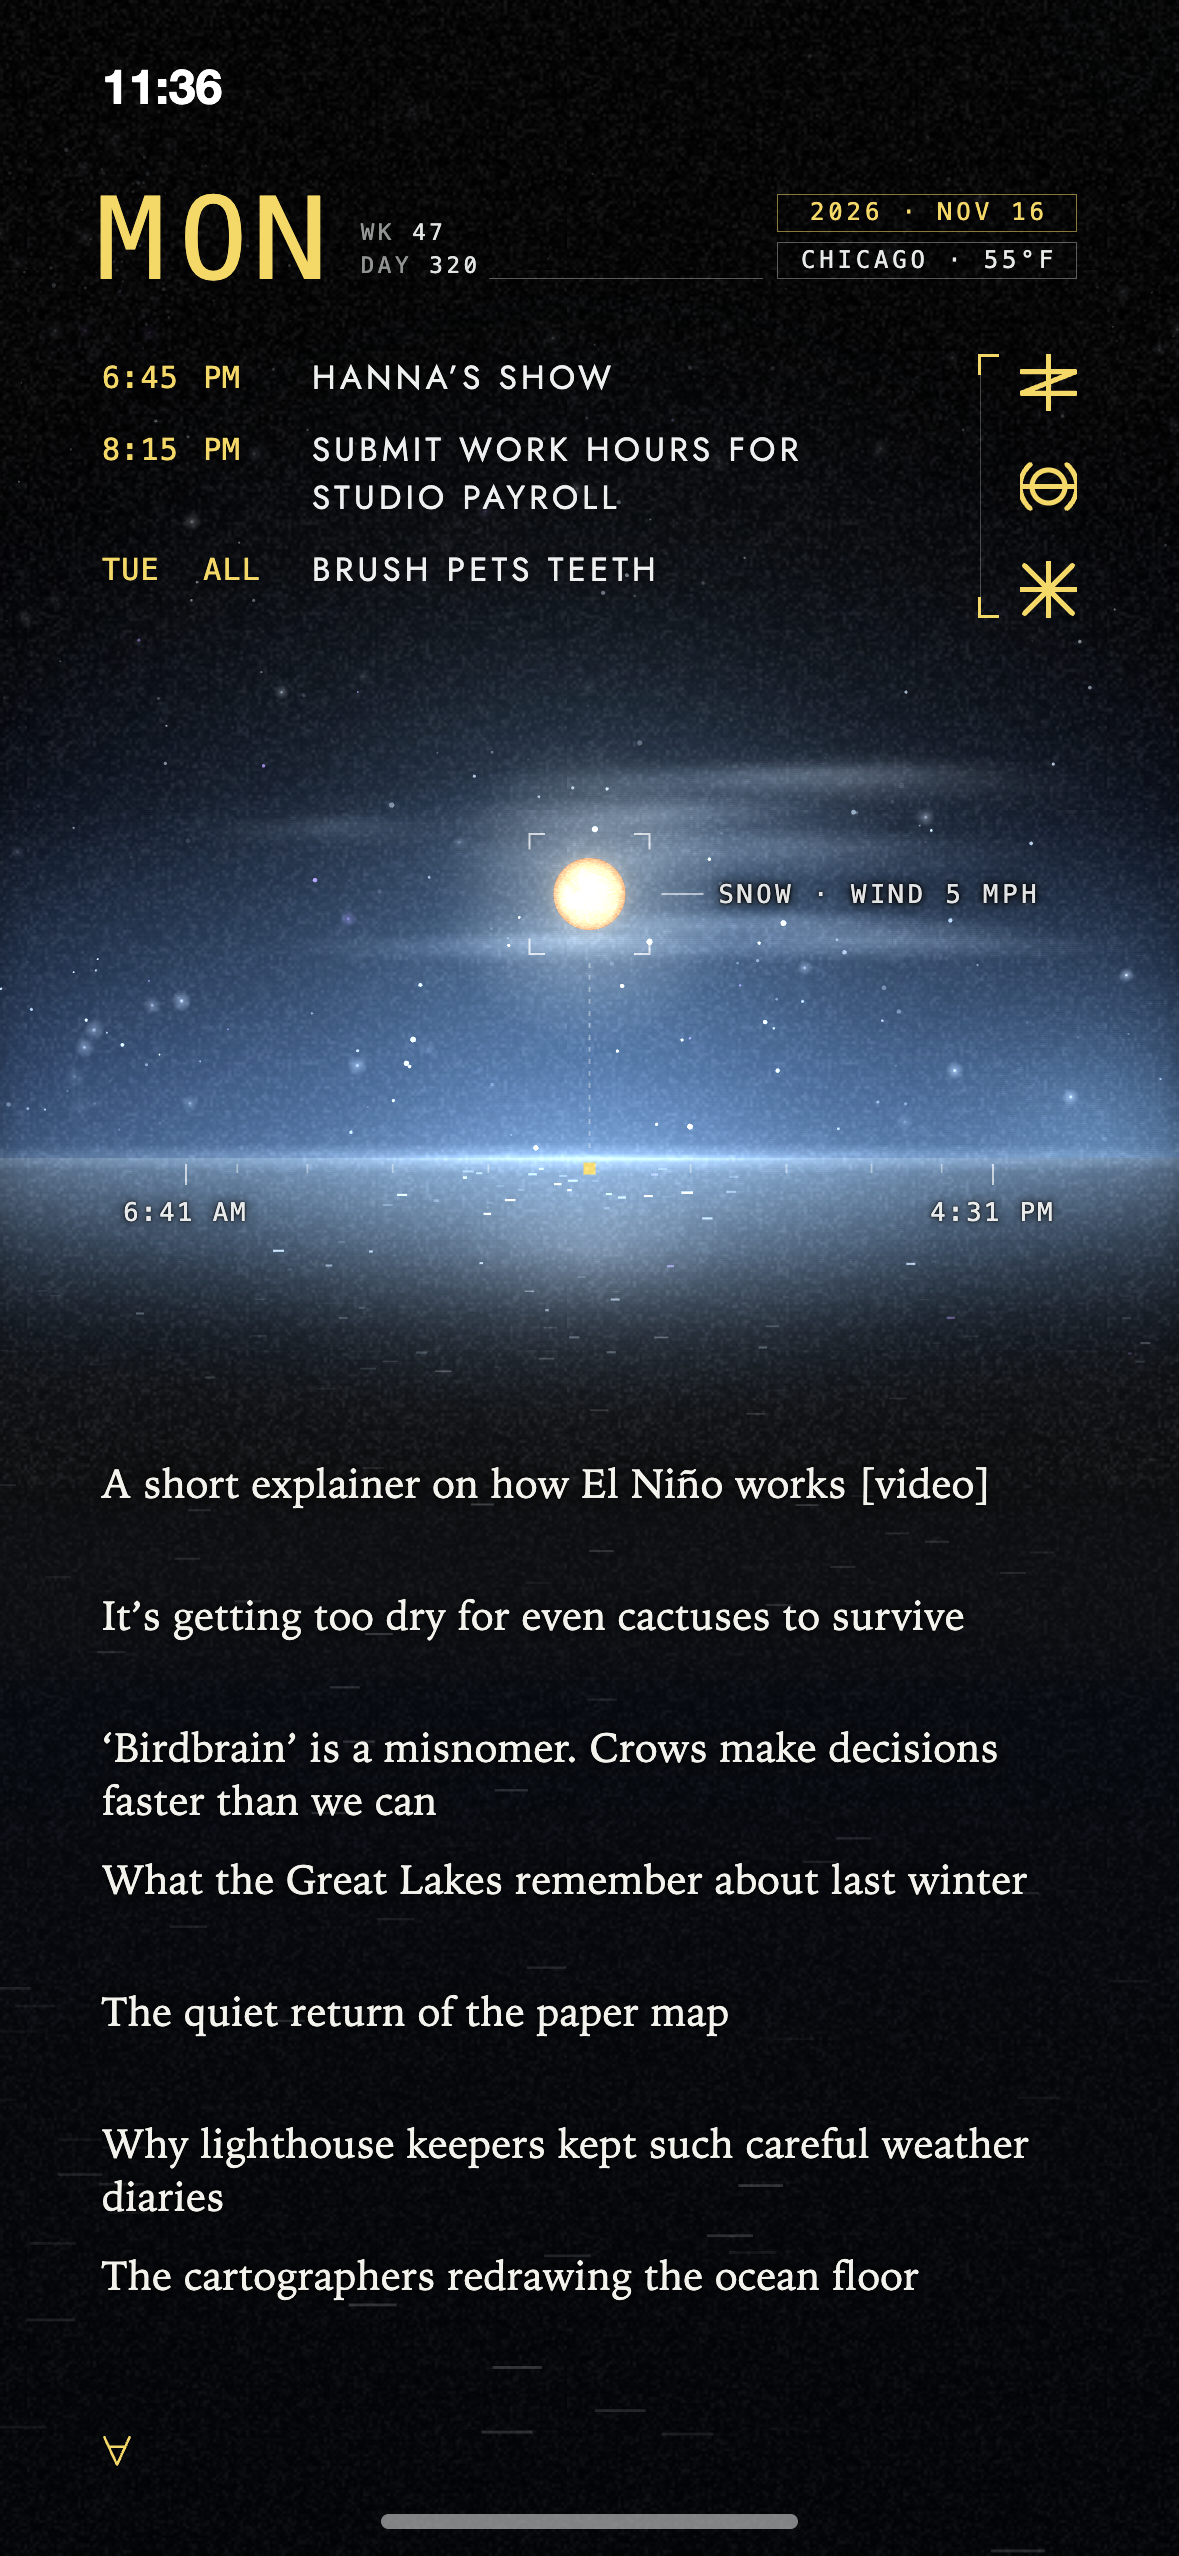 11:36
MON
WK 47
DAY 320
2026 · NOV 16
CHICAGO · 55°F
6:45 PM HANNA’S SHOW
8:15 PM SUBMIT WORK HOURS FOR
STUDIO PAYROLL
TUE ALL BRUSH PETS TEETH
SNOW · WIND 5 MPH
6:41 AM
4:31 PM
A short explainer on how El Niño works [video]
It’s getting too dry for even cactuses to survive
‘Birdbrain’ is a misnomer. Crows make decisions
faster than we can
What the Great Lakes remember about last winter
The quiet return of the paper map
Why lighthouse keepers kept such careful weather
diaries
The cartographers redrawing the ocean floor